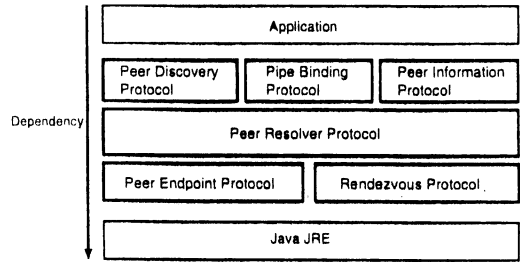 Application
Peer Discovery
Protocol
Pipe Binding
Protocol
Peer Information
Protocol
Dependency
Peer Resolver Protocol
Peer Endpoint Protocol
Rendezvous Protocol
Java JRE